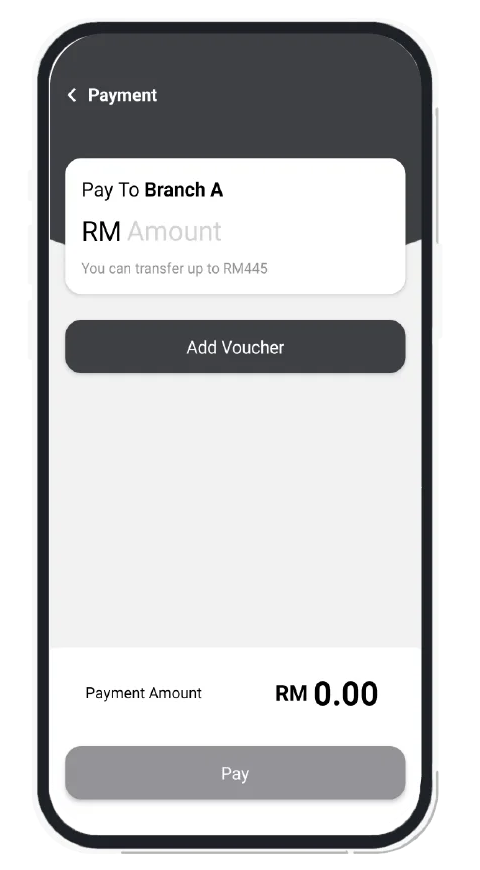 Payment
Pay To Branch A
RM Amount
You can transfer up to RM445
Add Voucher
Payment Amount RM 0.00
Pay